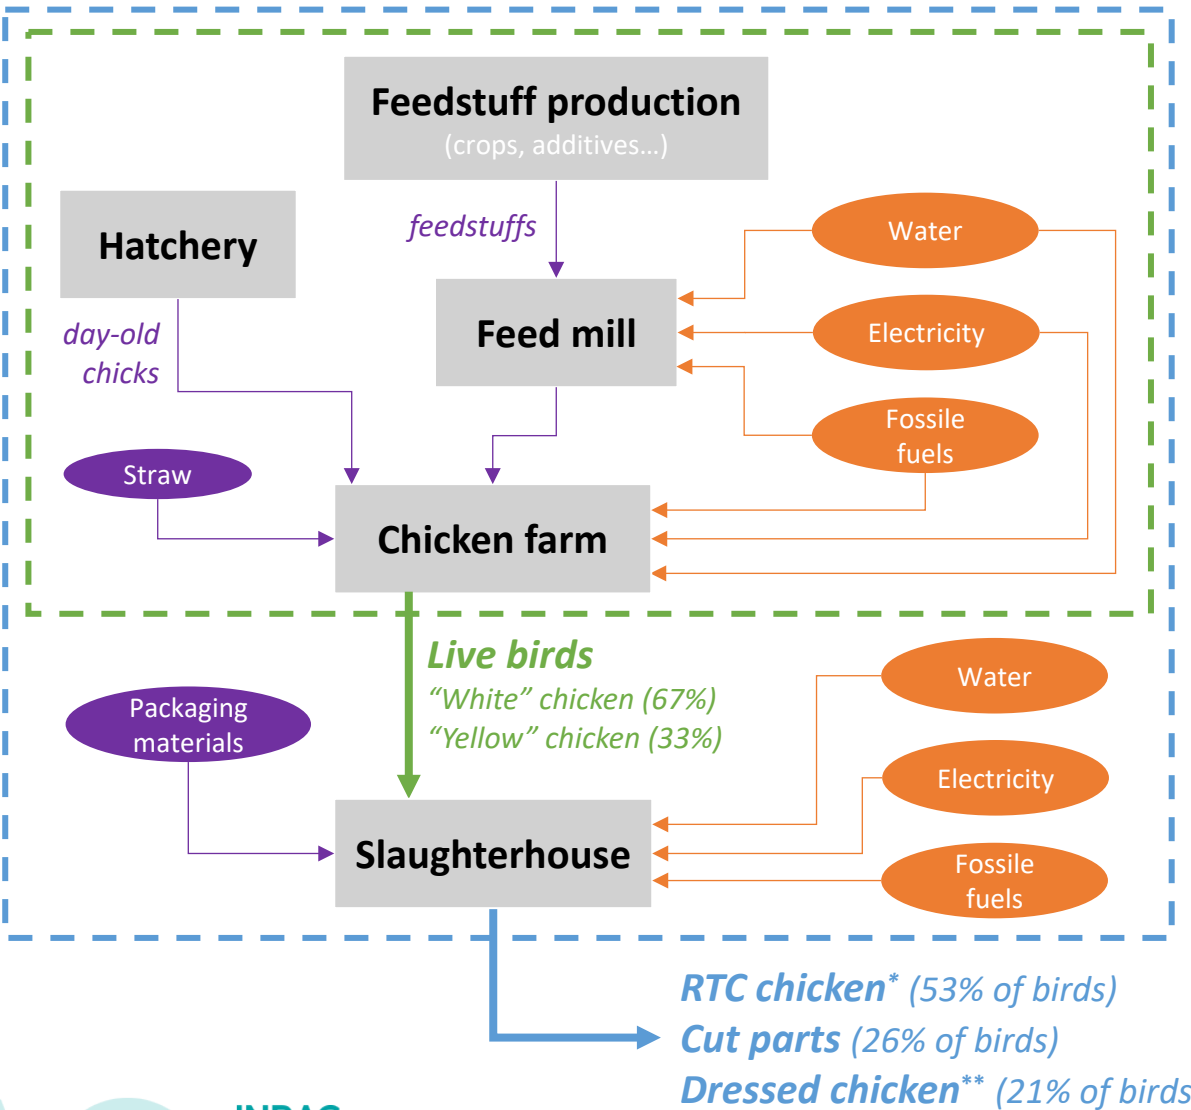 Feedstuff production
(crops, additives…)
Hatchery
feedstuffs
Water
day-old
chicks
Feed mill
Electricity
Fossile
fuels
Straw
Chicken farm
Live birds
“White” chicken (67%)
“Yellow” chicken (33%)
Packaging
materials
Water
Electricity
Slaughterhouse
Fossile
fuels
RTC chicken* (53% of birds)
Cut parts (26% of birds)
Dressed chicken** (21% of birds